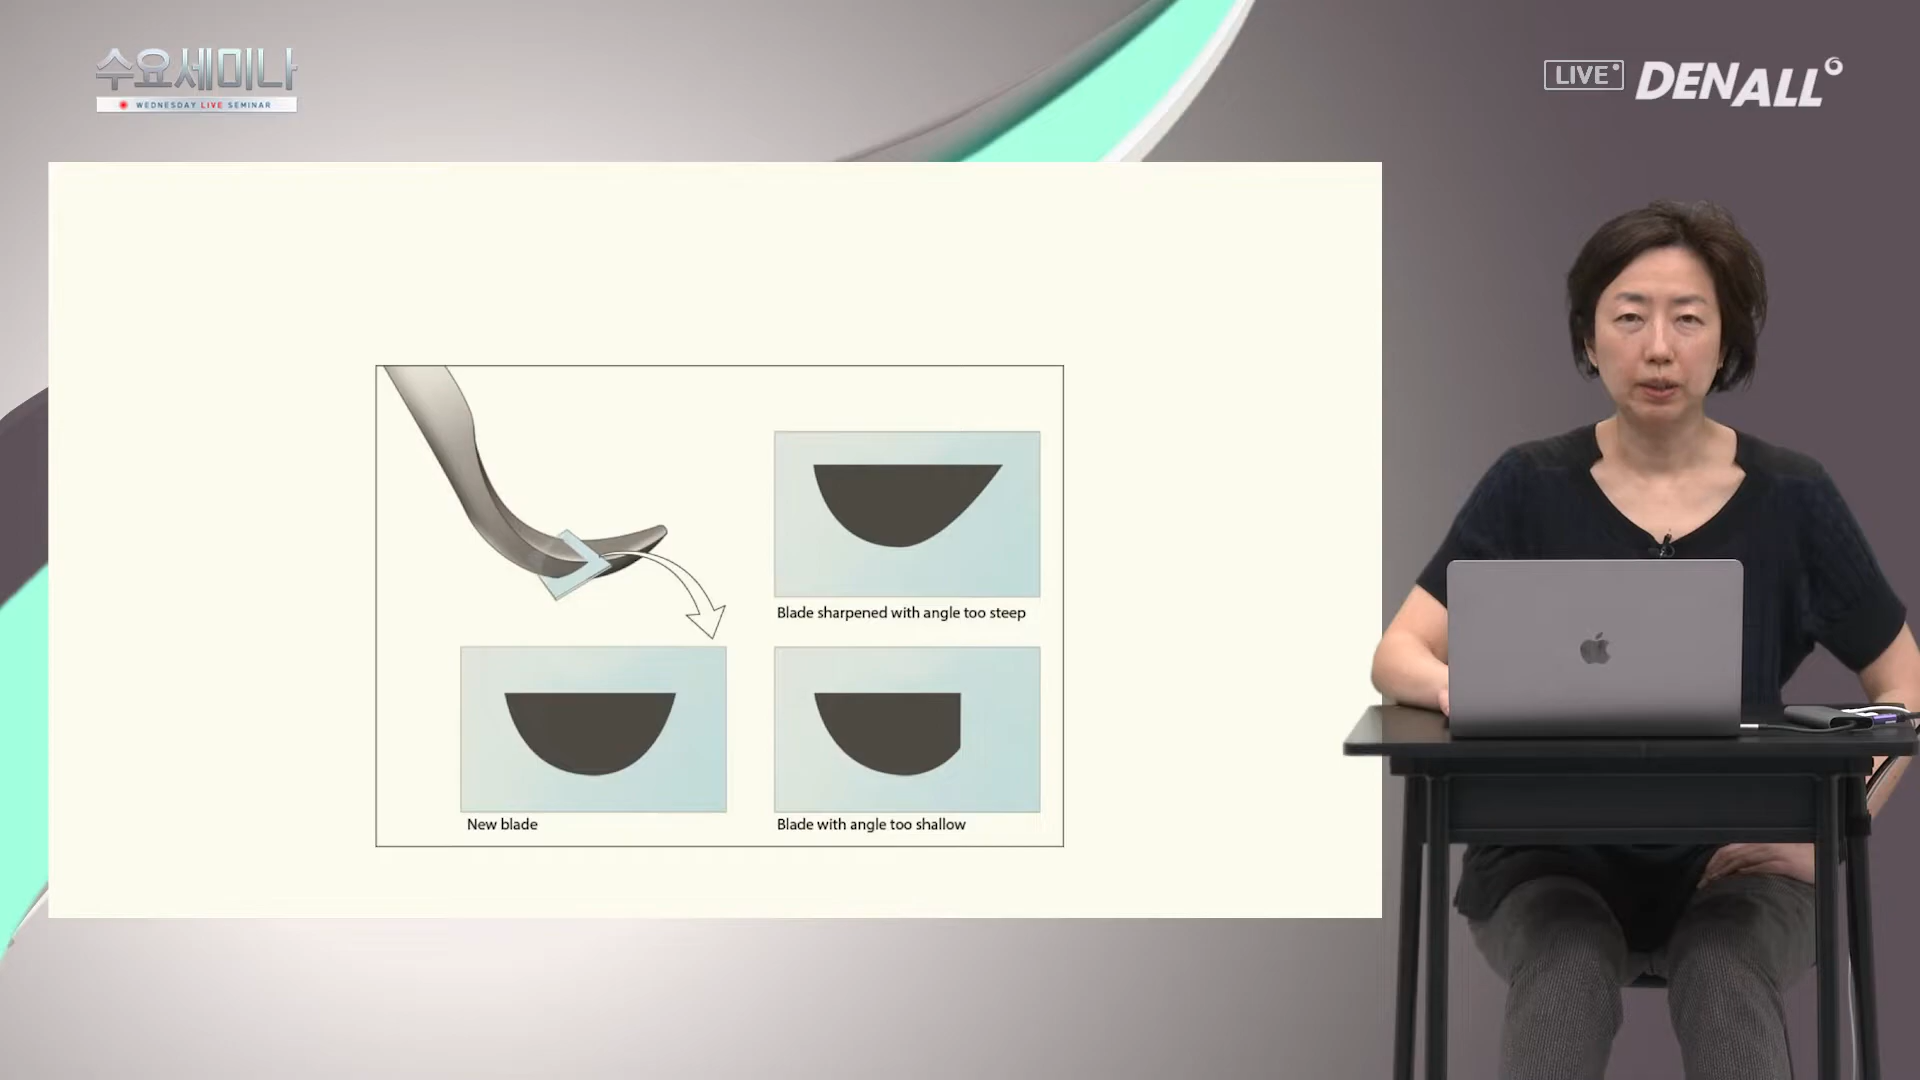 수요세미나
WEDNESDAY LIVE SEMINAR
LIVE
DENALL
Blade sharpened with angle too steep
New blade
Blade with angle too shallow